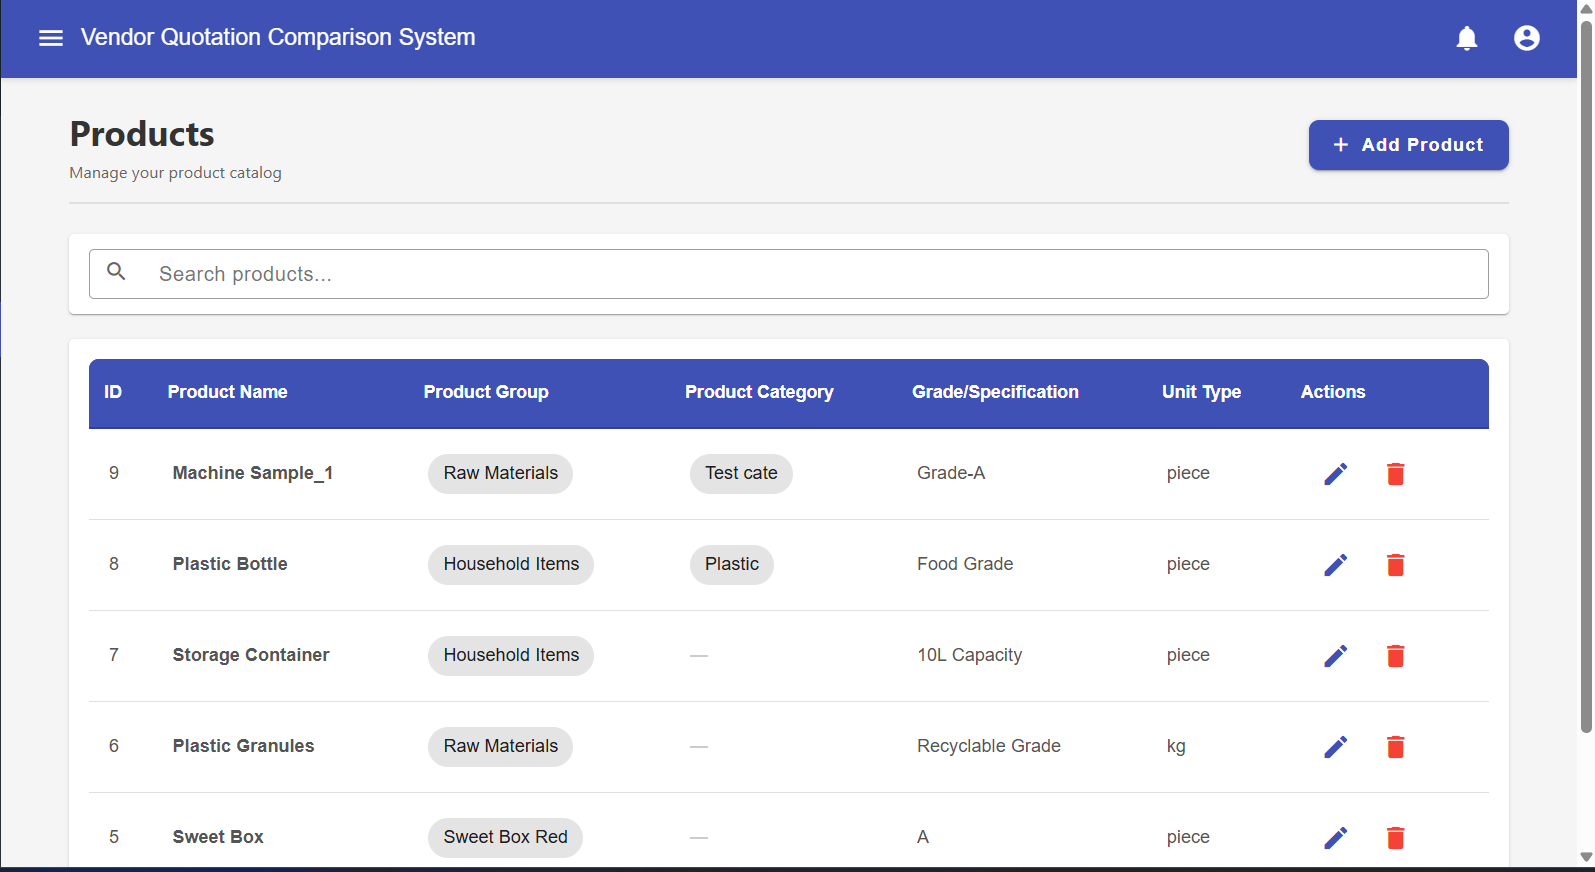 Vendor Quotation Comparison System
Products
Manage your product catalog
+ Add Product
Search products...
ID Product Name Product Group Product Category Grade/Specification Unit Type Actions
9 Machine Sample_1 Raw Materials Test cate Grade-A piece
8 Plastic Bottle Household Items Plastic Food Grade piece
7 Storage Container Household Items — 10L Capacity piece
6 Plastic Granules Raw Materials — Recyclable Grade kg
5 Sweet Box Sweet Box Red — A piece